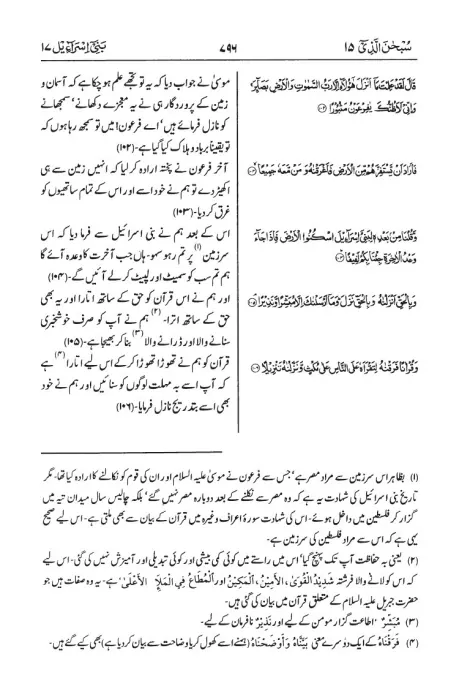 سُبْحٰنَ الَّذِیْ ۱۵
۷۹۶
بَنِیْ اِسْرَآءِیْل ۱۷
قَالَ لَقَدْ عَلِمْتَ مَاۤ اَنْزَلَ هٰۤؤُلَآءِ اِلَّا رَبُّ السَّمٰوٰتِ وَالْاَرْضِ بَصَآىِٕرَ ۚ
وَاِنِّیْ لَاَظُنُّكَ یٰفِرْعَوْنُ مَثْبُوْرًا ۝
فَاَرَادَ اَنْ یَّسْتَفِزَّهُمْ مِّنَ الْاَرْضِ فَاَغْرَقْنٰهُ وَمَنْ مَّعَهٗ جَمِیْعًا ۝
وَّقُلْنَا مِنْۢ بَعْدِهٖ لِبَنِیْۤ اِسْرَآءِیْلَ اسْكُنُوا الْاَرْضَ فَاِذَا جَآءَ
وَعْدُ الْاٰخِرَةِ جِئْنَا بِكُمْ لَفِیْفًا ۝
وَبِالْحَقِّ اَنْزَلْنٰهُ وَبِالْحَقِّ نَزَلَ ؕ وَمَاۤ اَرْسَلْنٰكَ اِلَّا مُبَشِّرًا وَّنَذِیْرًا ۝
وَقُرْاٰنًا فَرَقْنٰهُ لِتَقْرَاَهٗ عَلَی النَّاسِ عَلٰی مُكْثٍ وَّنَزَّلْنٰهُ تَنْزِیْلًا ۝
موسیٰ نے جواب دیا کہ یہ تو تجھے علم ہو چکا ہے کہ آسمان و
زمین کے پروردگار ہی نے یہ معجزے دکھانے، سمجھانے
کو نازل فرمائے ہیں، اے فرعون! میں تو سمجھ رہا ہوں کہ
تو یقیناً برباد و ہلاک کیا گیا ہے۔(۱۰۲)
آخر فرعون نے پختہ ارادہ کر لیا کہ انہیں زمین سے ہی
اکھیڑ دے تو ہم نے خود اسے اور اس کے تمام ساتھیوں کو
غرق کر دیا۔(۱۰۳)
اس کے بعد ہم نے بنی اسرائیل سے فرما دیا کہ اس
سرزمین (۱) پر تم رہو سہو۔ ہاں جب آخرت کا وعدہ آئے گا
ہم تم سب کو سمیٹ اور لپیٹ کر لے آئیں گے۔(۱۰۴)
اور ہم نے اس قرآن کو حق کے ساتھ اتارا اور یہ بھی
حق کے ساتھ اترا۔ (۲) ہم نے آپ کو صرف خوشخبری
سنانے والا اور ڈرانے والا (۳) بنا کر بھیجا ہے۔(۱۰۵)
قرآن کو ہم نے تھوڑا تھوڑا کر کے اس لیے اتارا (۴) ہے
کہ آپ اسے بہ مہلت لوگوں کو سنائیں اور ہم نے خود
بھی اسے بتدریج نازل فرمایا۔(۱۰۶)
(۱) بظاہر اس سرزمین سے مراد مصر ہے، جس سے فرعون نے موسیٰ علیہ السلام اور ان کی قوم کو نکالنے کا ارادہ کیا تھا۔ مگر
تاریخ بنی اسرائیل کی شہادت یہ ہے کہ وہ مصر سے نکلنے کے بعد دوبارہ مصر نہیں گئے، بلکہ چالیس سال میدان تیہ میں
گزار کر فلسطین میں داخل ہوئے۔ اس کی شہادت سورۂ اعراف وغیرہ میں قرآن کے بیان سے بھی ملتی ہے۔ اس لیے صحیح
یہی ہے کہ اس سے مراد فلسطین کی سرزمین ہے۔
(۲) یعنی بہ حفاظت آپ تک پہنچ گیا، اس میں راستے میں کوئی کمی بیشی اور کوئی تبدیلی اور آمیزش نہیں کی گئی۔ اس لیے
کہ اس کو لانے والا فرشتہ شَدِیْدُ الْقُوٰی، الأَمِیْنُ، الْمَكِیْنُ اور الْمُطَاعُ فِي الْمَلَإِ الأَعْلَىٰ ہے۔ یہ وہ صفات ہیں جو
حضرت جبریل علیہ السلام کے متعلق قرآن میں بیان کی گئی ہیں۔
(۳) مُبَشِّرٌ، اطاعت گزار مومن کے لیے اور نَذِیْرٌ نافرمان کے لیے۔
(۴) فَرَقْنَاهُ کے ایک دوسرے معنی بَیَّنَّاهُ وَأَوْضَحْنَاهُ (ہم نے اسے کھول کر یا وضاحت سے بیان کر دیا ہے) بھی کیے گئے ہیں۔